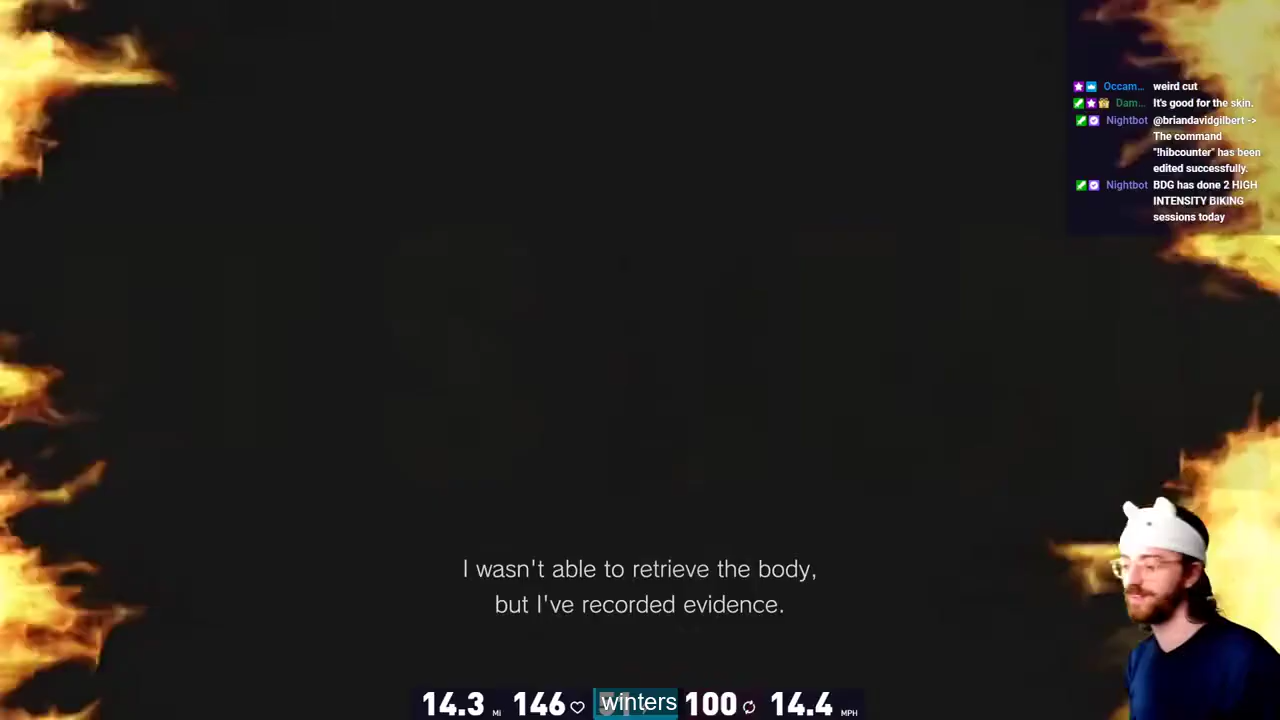 Occam... weird cut
Dam... It's good for the skin.
Nightbot @briandavidgilbert ->
The command
"!hibcounter" has been
edited successfully.
Nightbot BDG has done 2 HIGH
INTENSITY BIKING
sessions today
I wasn't able to retrieve the body,
but I've recorded evidence.
14.3 MI 146 winters 100 14.4 MPH